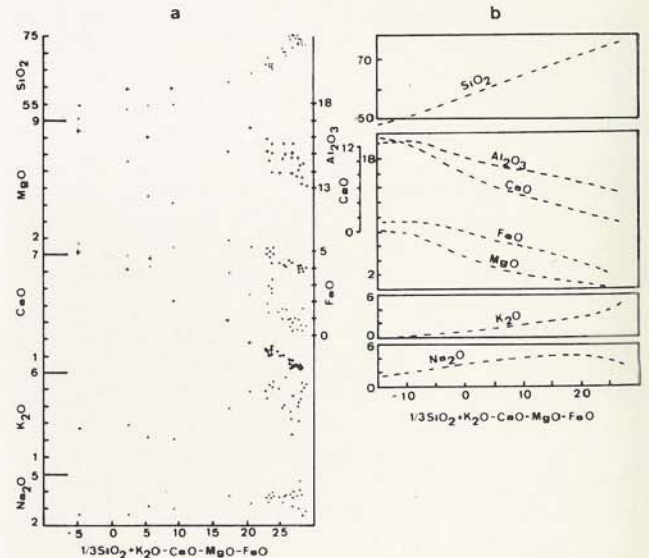 a
75
SiO2
55
9
MgO
2
7
CaO
1
6
K2O
1
5
Na2O
2
18
Al2O3
13
5
FeO
0
-5 0 5 10 15 20 25
1/3SiO2+K2O-CaO-MgO-FeO
b
70
SiO2
50
12
18
CaO
0
2
Al2O3
CaO
FeO
MgO
6
K2O
0
6
Na2O
0
-10 0 10 20
1/3SiO2+K2O-CaO-MgO-FeO